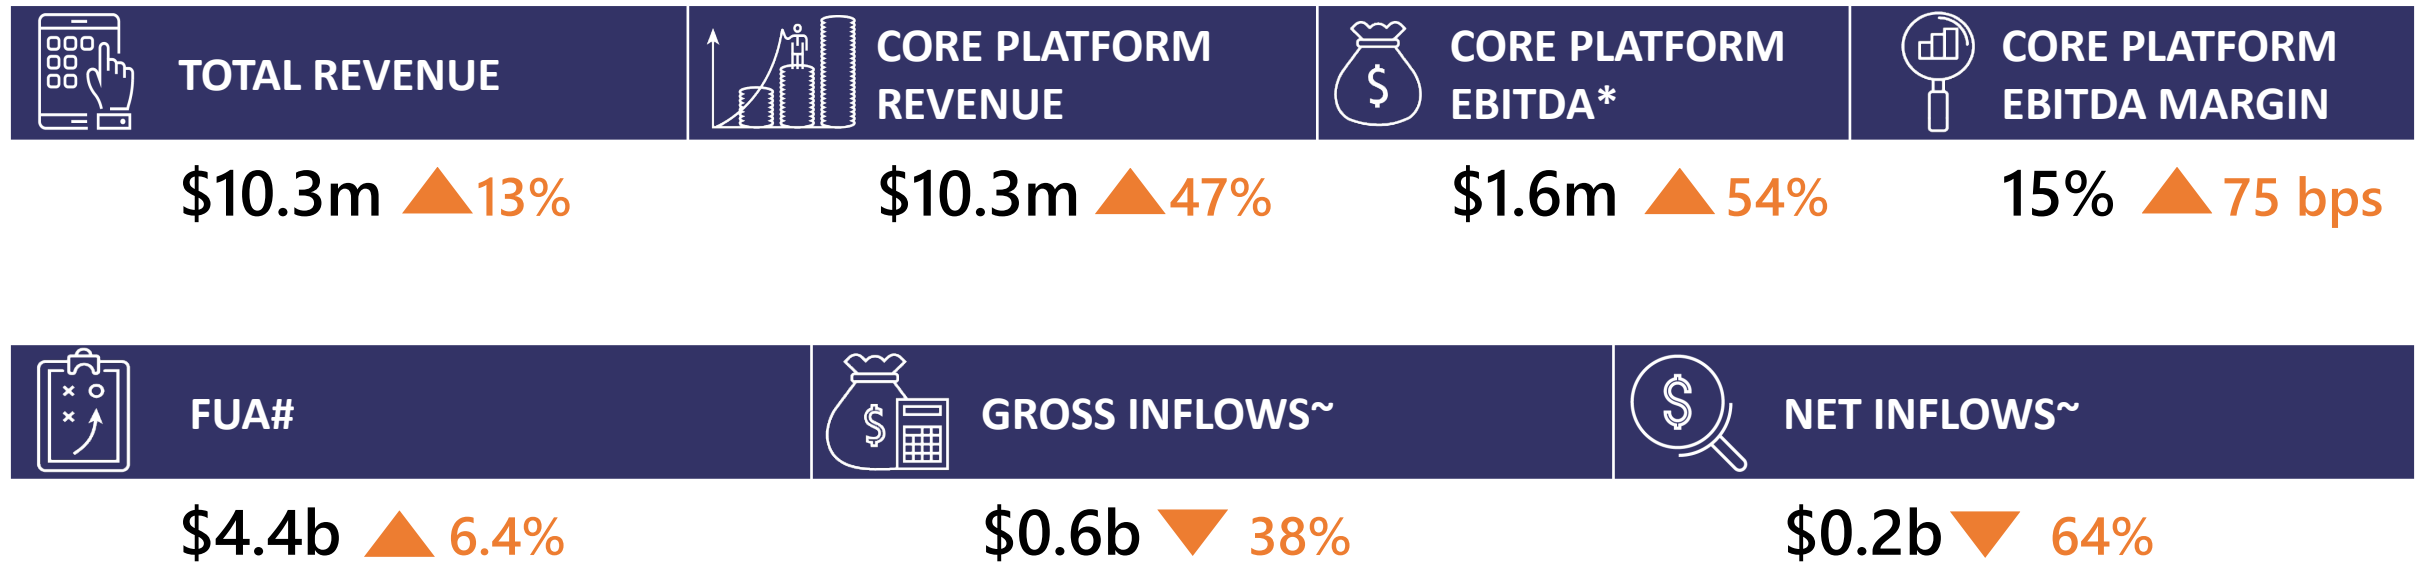 TOTAL REVENUE
CORE PLATFORM
REVENUE
CORE PLATFORM
EBITDA*
CORE PLATFORM
EBITDA MARGIN
$10.3m 13%
$10.3m 47%
$1.6m 54%
15% 75 bps
FUA#
GROSS INFLOWS~
NET INFLOWS~
$4.4b 6.4%
$0.6b 38%
$0.2b 64%